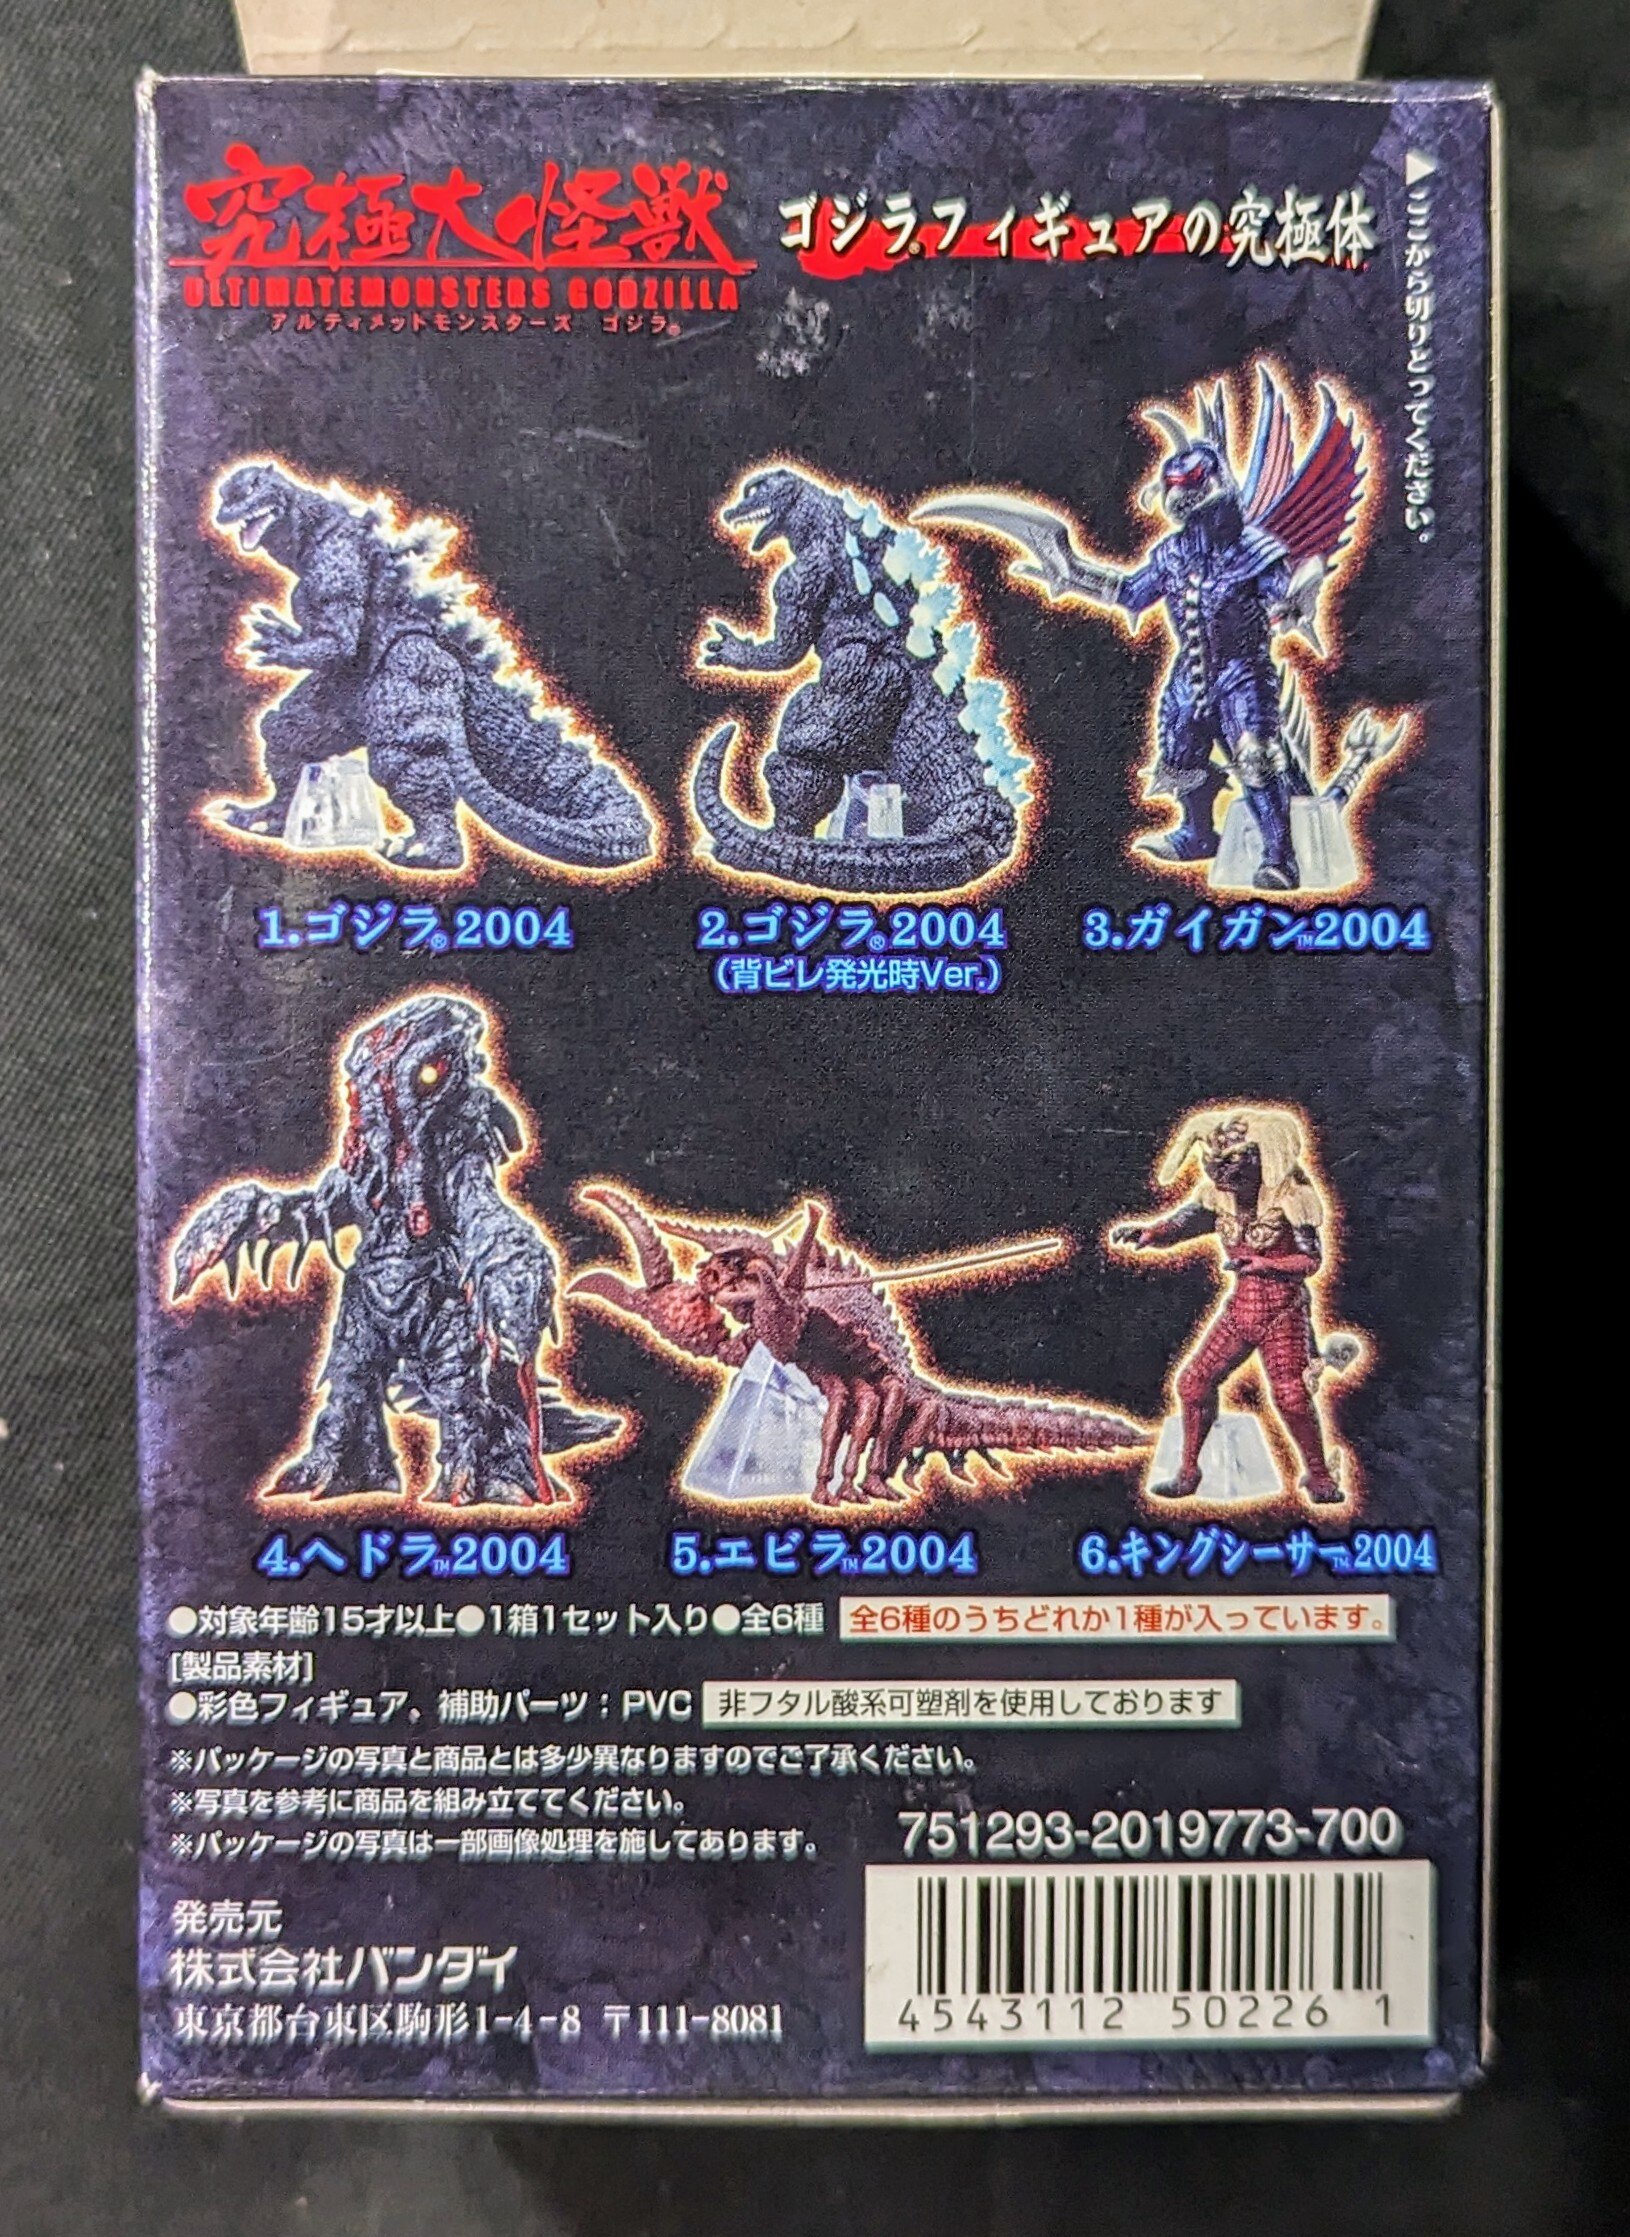 究極大怪獣
ULTIMATEMONSTERS GODZILLA
アルティメットモンスターズ ゴジラ®
ゴジラ®フィギュアの究極体
▶ここから切りとってください。
1.ゴジラ®2004
2.ゴジラ®2004
(背ビレ発光時Ver.)
3.ガイガン™2004
4.ヘドラ™2004
5.エビラ™2004
6.キングシーサー™2004
●対象年齢15才以上●1箱1セット入り●全6種 全6種のうちどれか1種が入っています。
[製品素材]
●彩色フィギュア、補助パーツ:PVC 非フタル酸系可塑剤を使用しております
※パッケージの写真と商品とは多少異なりますのでご了承ください。
※写真を参考に商品を組み立ててください。
※パッケージの写真は一部画像処理を施してあります。
751293-2019773-700
発売元
株式会社バンダイ
東京都台東区駒形1-4-8 〒111-8081
4543112 50226 1